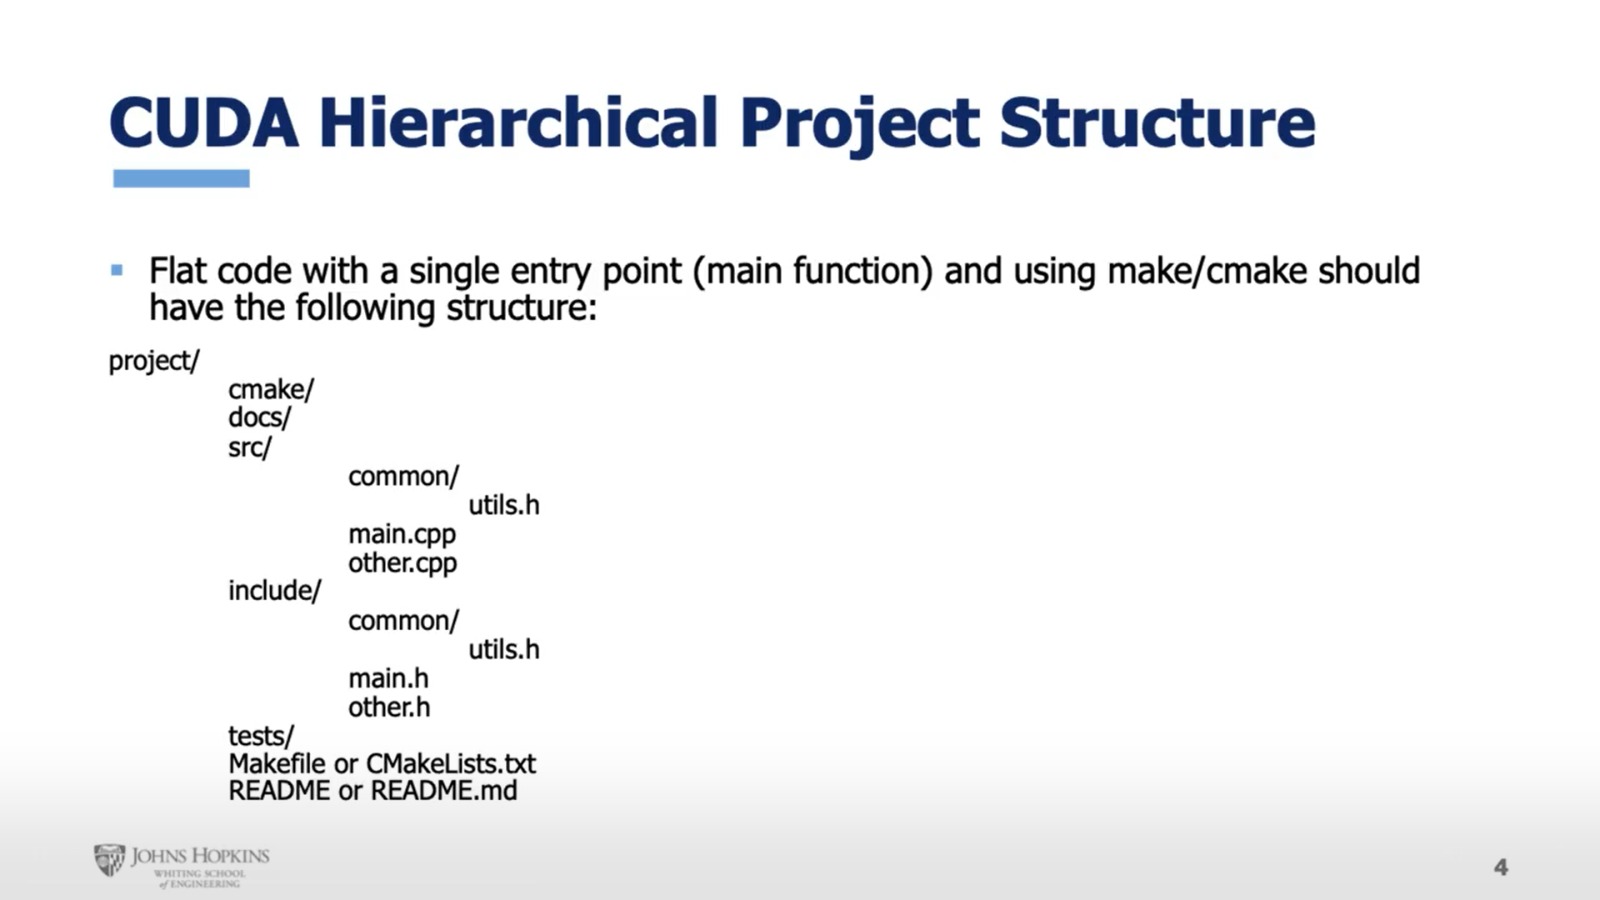 CUDA Hierarchical Project Structure
Flat code with a single entry point (main function) and using make/cmake should
have the following structure:
project/
cmake/
docs/
src/
common/
utils.h
main.cpp
other.cpp
include/
common/
utils.h
main.h
other.h
tests/
Makefile or CMakeLists.txt
README or README.md
JOHNS HOPKINS
WHITING SCHOOL
of ENGINEERING
4